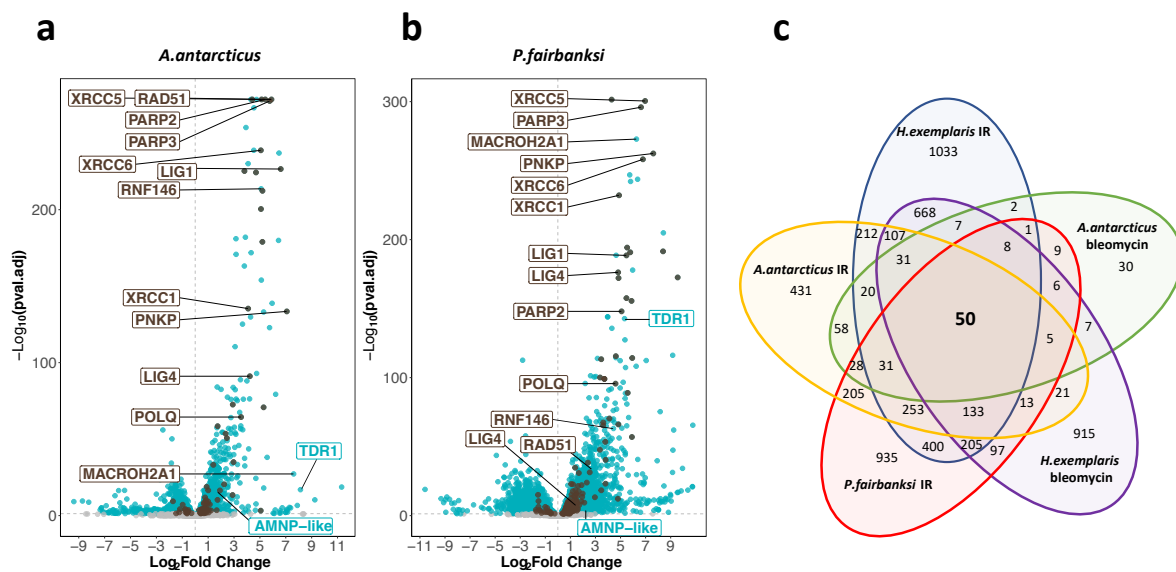 a
A.antarcticus
XRCC5
RAD51
PARP2
PARP3
XRCC6
LIG1
RNF146
XRCC1
PNKP
LIG4
POLQ
TDR1
MACROH2A1
AMNP-like
-Log10(pval.adj)
200
100
0
-9 -7 -5 -3 -1 1 3 5 7 9 11
Log2Fold Change
b
P.fairbanksi
XRCC5
PARP3
MACROH2A1
PNKP
XRCC6
XRCC1
LIG1
LIG4
PARP2
TDR1
POLQ
RNF146
LIG4
RAD51
AMNP-like
-Log10(pval.adj)
300
200
100
0
-11 -9 -7 -5 -3 -1 1 3 5 7 9
Log2Fold Change
c
H.exemplaris IR
1033
A.antarcticus
bleomycin
30
A.antarcticus IR
431
668
2
7
1
212
107
8
9
31
6
20
50
7
58
5
28
31
205
21
253
133
13
400
205
97
935
P.fairbanksi IR
915
H.exemplaris
bleomycin